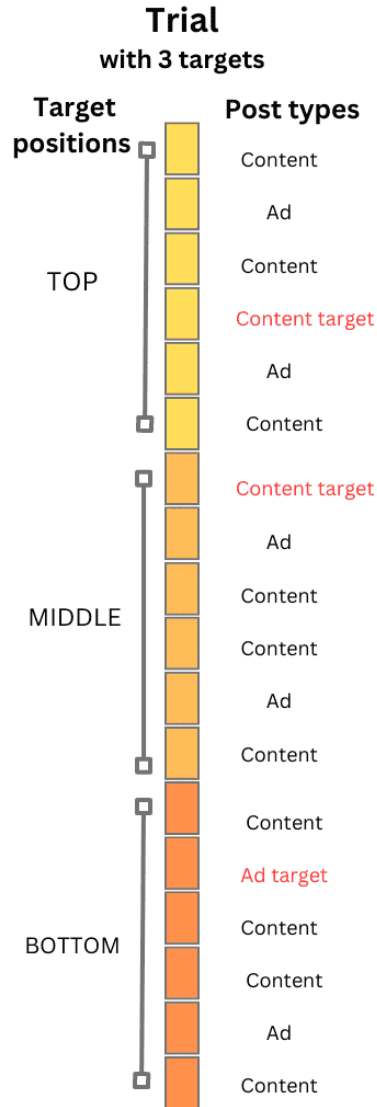 Trial
with 3 targets
Target
positions
Post types
Content
Ad
TOP
Content
Content target
Ad
Content
Content target
Ad
Content
MIDDLE
Content
Ad
Content
Content
Ad target
Content
BOTTOM
Content
Ad
Content